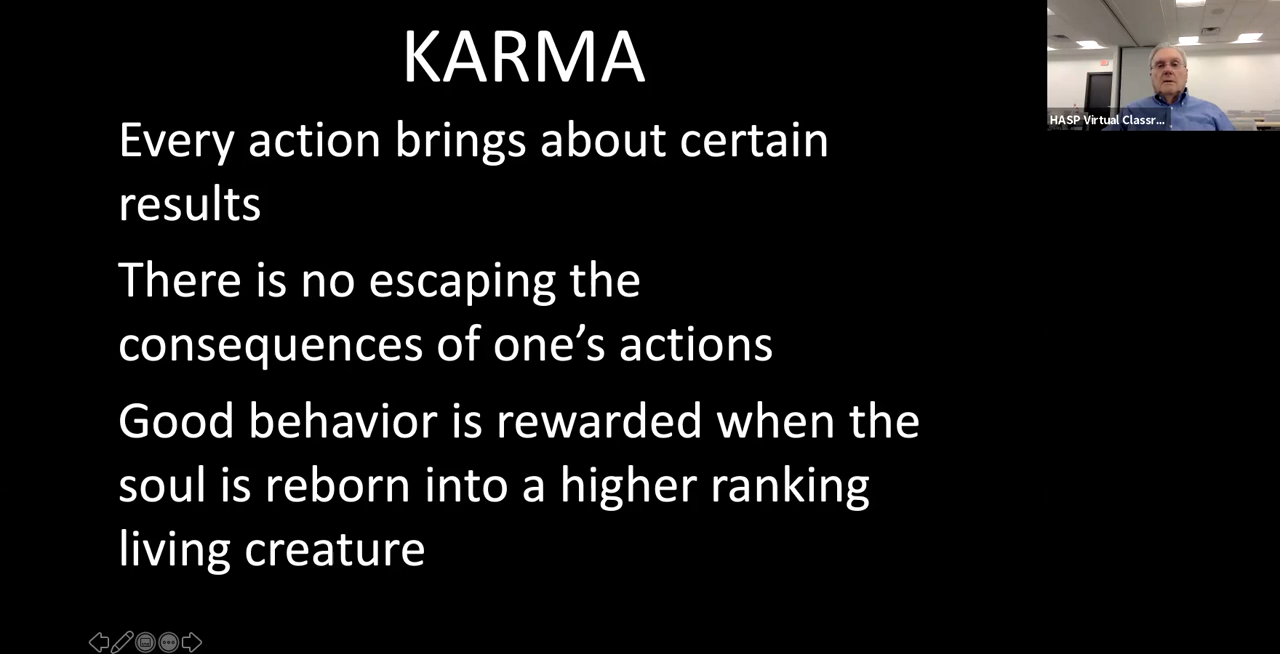 KARMA
HASP Virtual Classr...
Every action brings about certain
results
There is no escaping the
consequences of one’s actions
Good behavior is rewarded when the
soul is reborn into a higher ranking
living creature